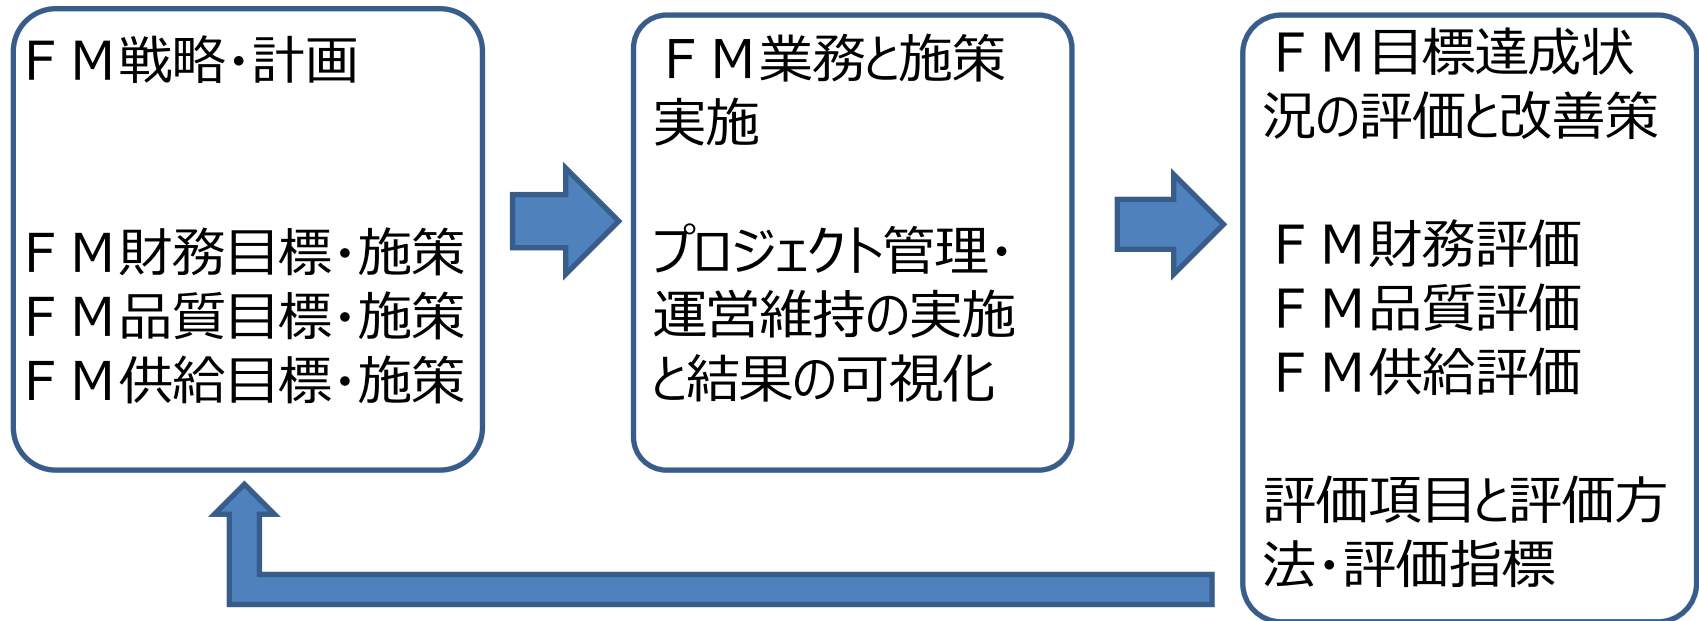 ＦＭ戦略・計画
ＦＭ財務目標・施策
ＦＭ品質目標・施策
ＦＭ供給目標・施策
ＦＭ業務と施策
実施
プロジェクト管理・
運営維持の実施
と結果の可視化
ＦＭ目標達成状
況の評価と改善策
ＦＭ財務評価
ＦＭ品質評価
ＦＭ供給評価
評価項目と評価方
法・評価指標